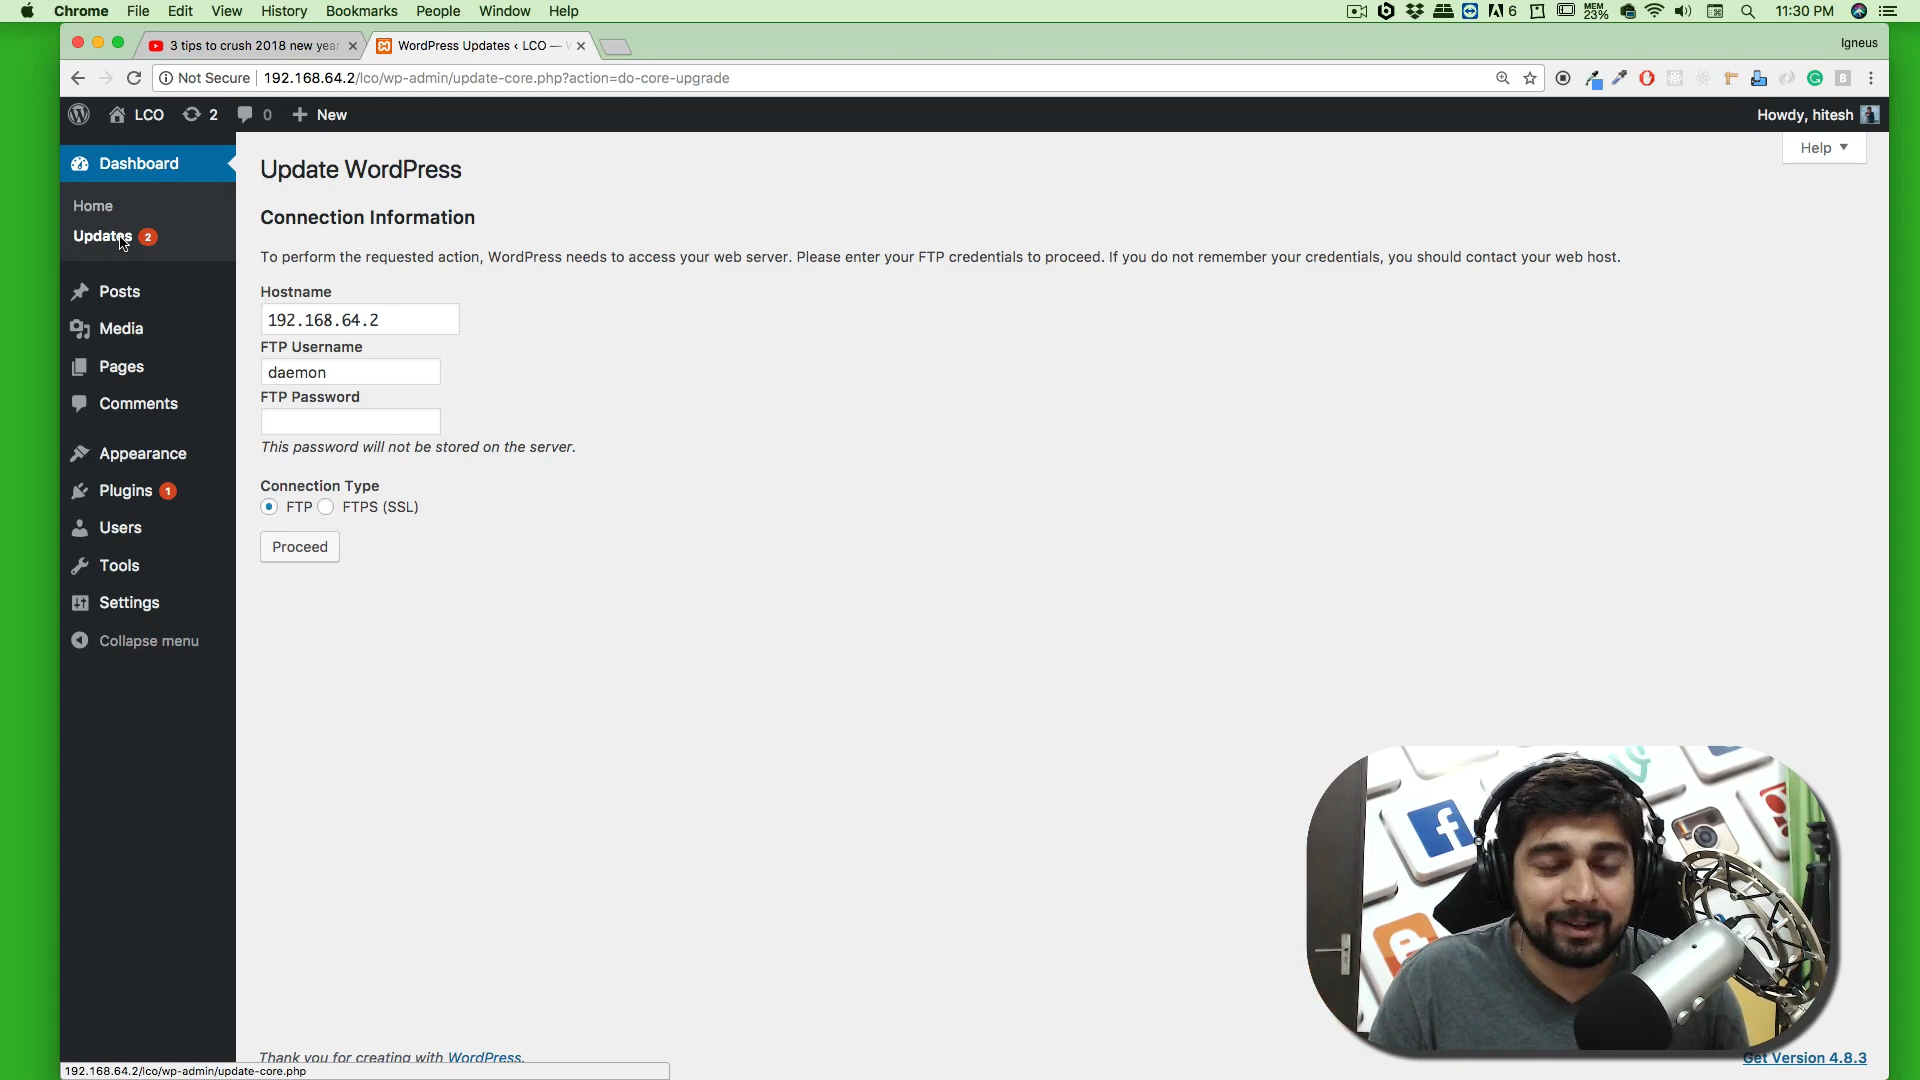 Chrome File Edit View History Bookmarks People Window Help
6 MEM 23% 11:30 PM
3 tips to crush 2018 new year
WordPress Updates ‹ LCO —
Igneus
Not Secure 192.168.64.2/lco/wp-admin/update-core.php?action=do-core-upgrade
LCO 2 0 New
Howdy, hitesh
Help
Dashboard
Home
Updates 2
Posts
Media
Pages
Comments
Appearance
Plugins 1
Users
Tools
Settings
Collapse menu
Update WordPress
Connection Information
To perform the requested action, WordPress needs to access your web server. Please enter your FTP credentials to proceed. If you do not remember your credentials, you should contact your web host.
Hostname
192.168.64.2
FTP Username
daemon
FTP Password
This password will not be stored on the server.
Connection Type
FTP FTPS (SSL)
Proceed
Thank you for creating with WordPress.
Get Version 4.8.3
192.168.64.2/lco/wp-admin/update-core.php